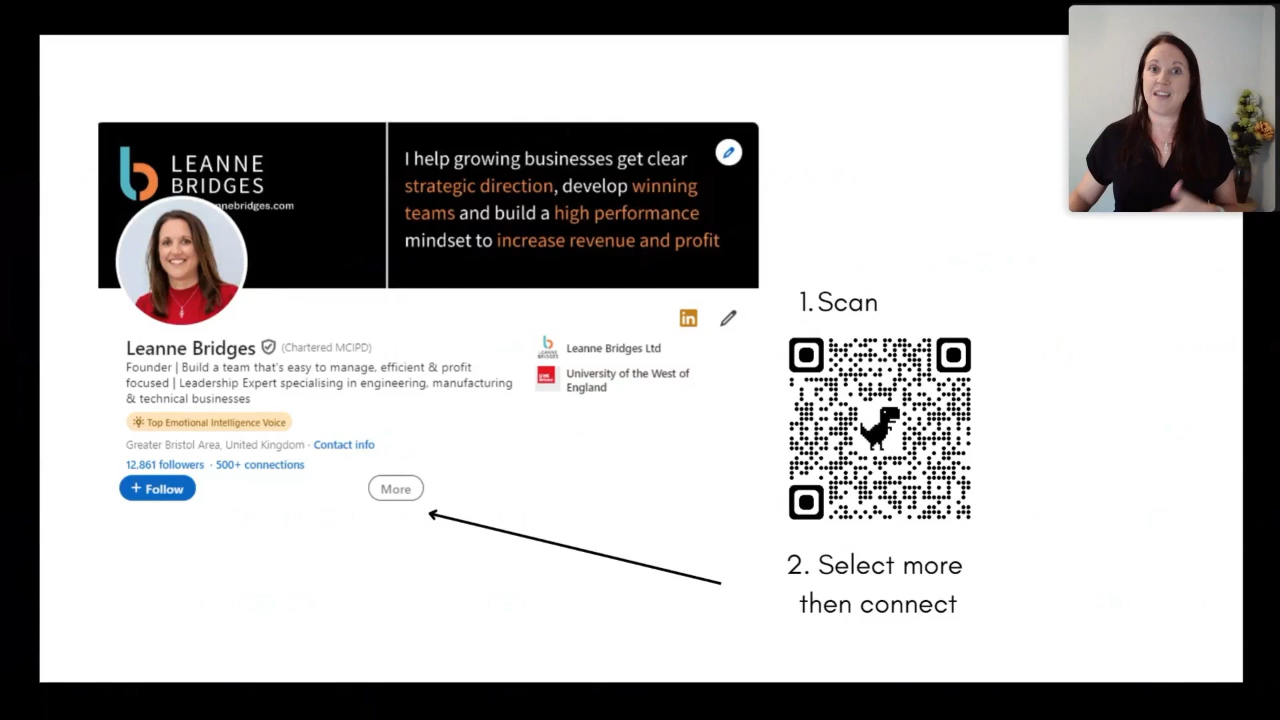 LEANNE
BRIDGES
nnebridges.com
I help growing businesses get clear
strategic direction, develop winning
teams and build a high performance
mindset to increase revenue and profit
in
Leanne Bridges (Chartered MCIPD)
Founder | Build a team that's easy to manage, efficient & profit
focused | Leadership Expert specialising in engineering, manufacturing
& technical businesses
Top Emotional Intelligence Voice
Greater Bristol Area, United Kingdom · Contact info
12,861 followers · 500+ connections
+ Follow
More
Leanne Bridges Ltd
University of the West of
England
1. Scan
2. Select more
then connect